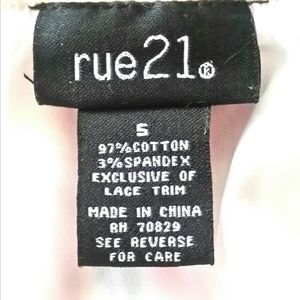 rue21®
S
97%COTTON
3%SPANDEX
EXCLUSIVE OF
LACE TRIM
MADE IN CHINA
RN 70829
SEE REVERSE
FOR CARE